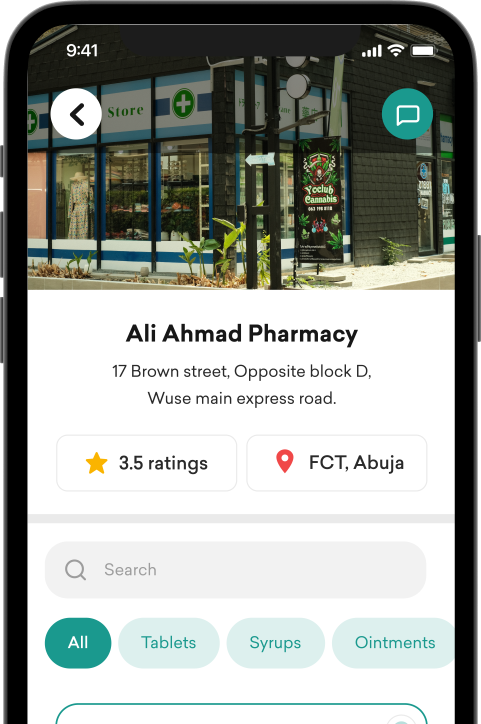 9:41
Store
Yoclub
Cannabis
Ali Ahmad Pharmacy
17 Brown street, Opposite block D,
Wuse main express road.
3.5 ratings
FCT, Abuja
Search
All
Tablets
Syrups
Ointments